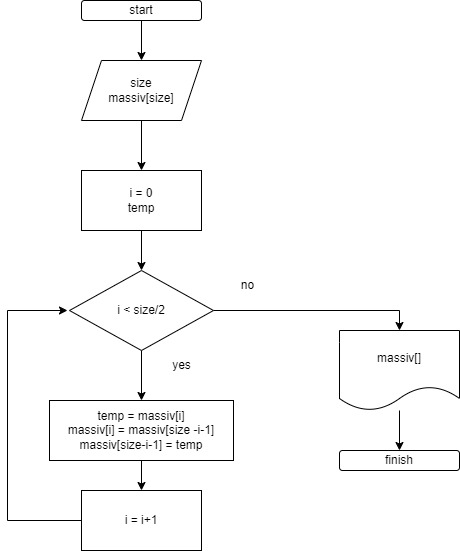 start
size
massiv[size]
i = 0
temp
i < size/2
no
yes
massiv[]
temp = massiv[i]
massiv[i] = massiv[size -i-1]
massiv[size-i-1] = temp
finish
i = i+1